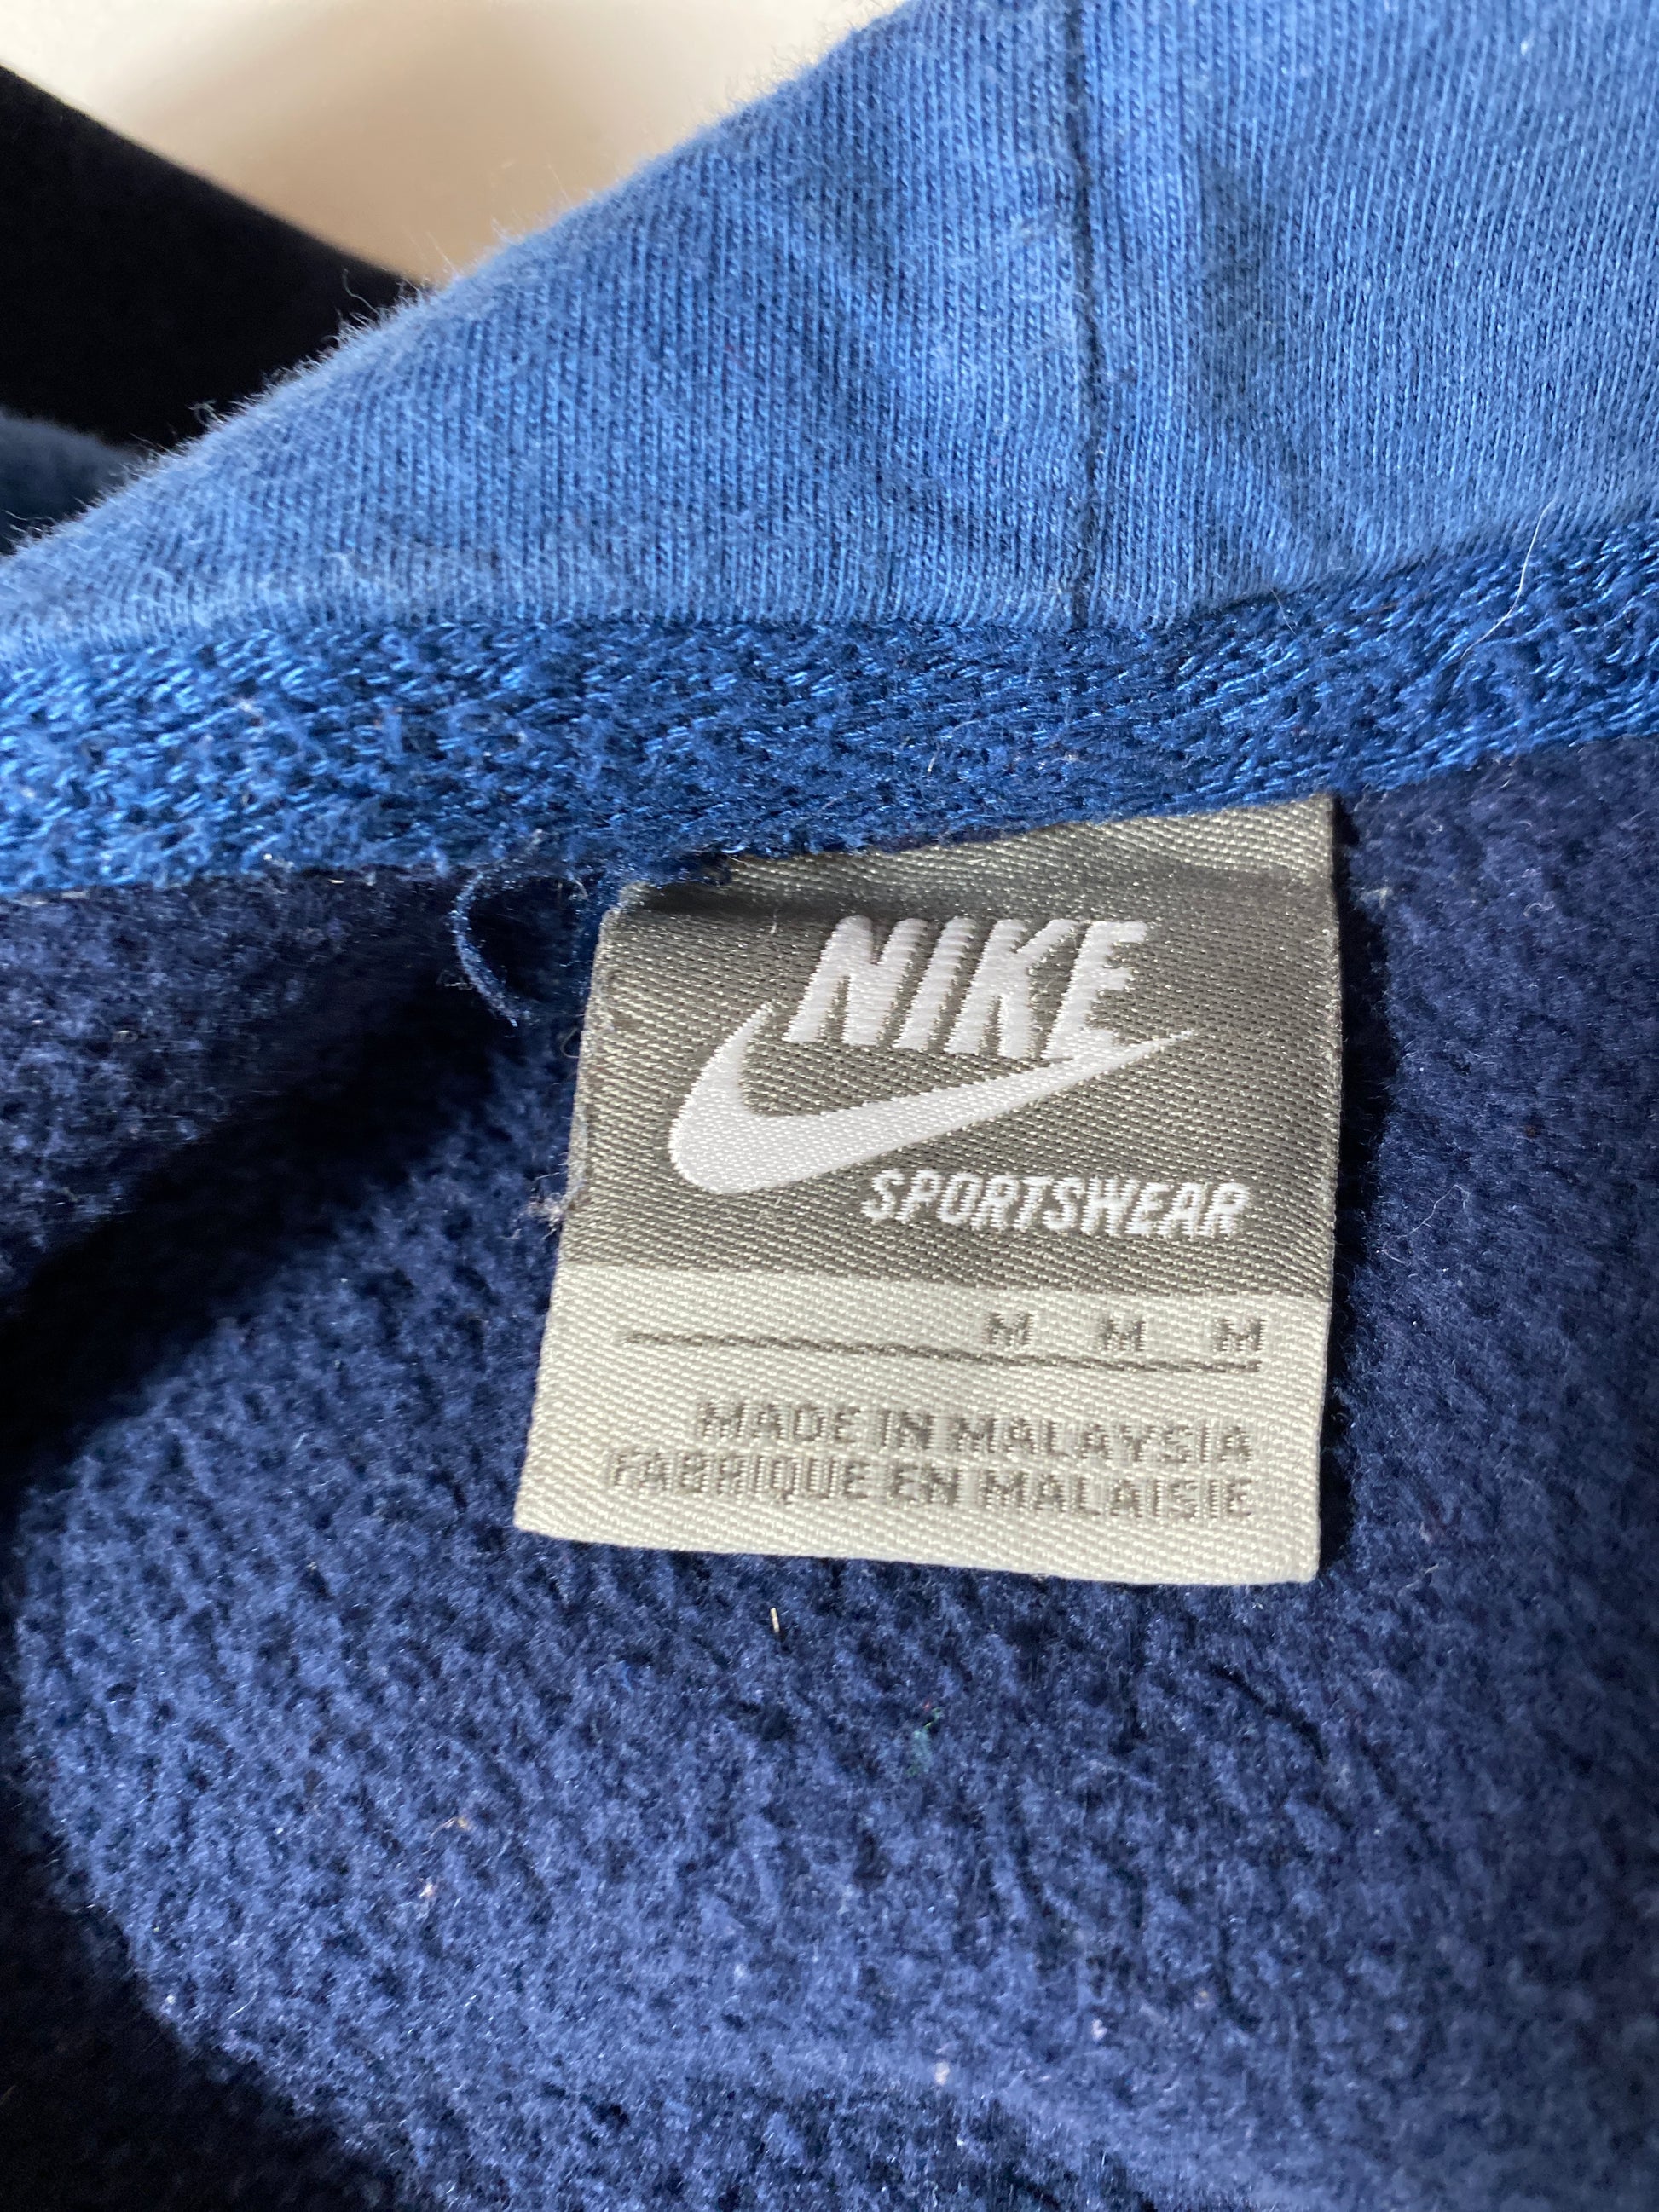 NIKE
SPORTSWEAR
M M M
MADE IN MALAYSIA
FABRIQUE EN MALAISIE